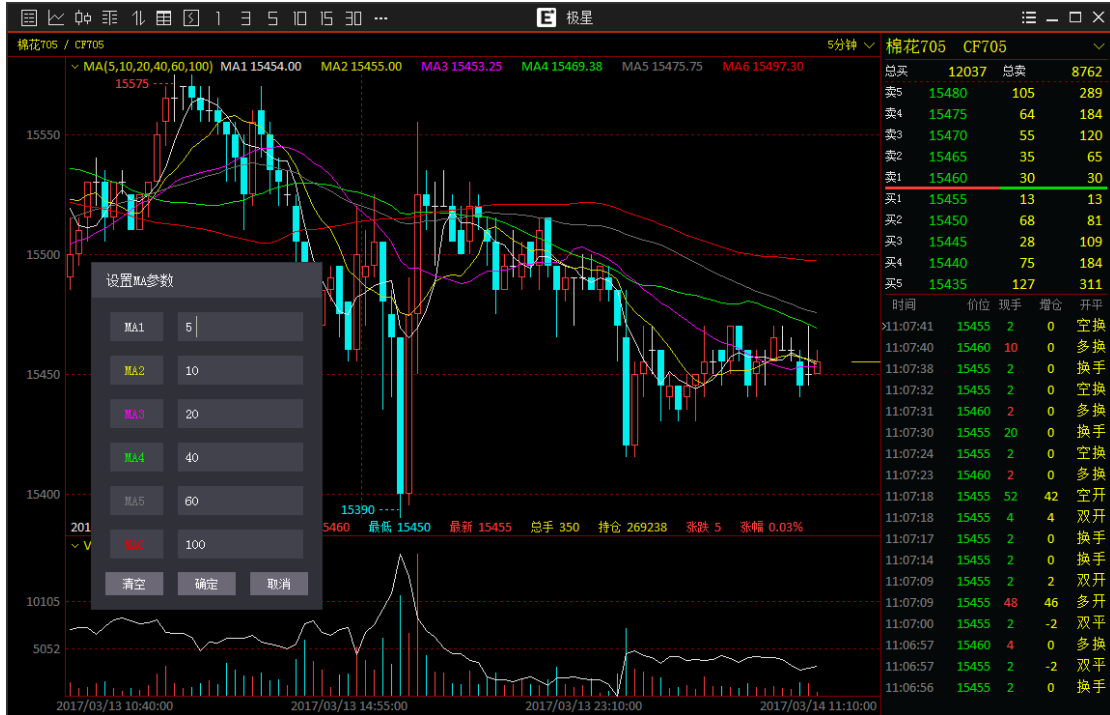 1 3 5 10 15 30 ···
E 极星
棉花705 / CF705
5分钟
MA(5,10,20,40,60,100) MA1 15454.00 MA2 15455.00 MA3 15453.25 MA4 15469.38 MA5 15475.75 MA6 15497.30
15575
15550
15500
15450
15400
15390
设置MA参数
MA1 5
MA2 10
MA3 20
MA4 40
MA5 60
MA6 100
清空 确定 取消
201
5460 最低 15450 最新 15455 总手 350 持仓 269238 涨跌 5 涨幅 0.03%
V
10105
5052
2017/03/13 10:40:00 2017/03/13 14:55:00 2017/03/13 23:10:00 2017/03/14 11:10:00
棉花705 CF705
总买 12037 总卖 8762
卖5 15480 105 289
卖4 15475 64 184
卖3 15470 55 120
卖2 15465 35 65
卖1 15460 30 30
买1 15455 13 13
买2 15450 68 81
买3 15445 28 109
买4 15440 75 184
买5 15435 127 311
时间 价位 现手 增仓 开平
11:07:41 15455 2 0 空换
11:07:40 15460 10 0 多换
11:07:38 15455 2 0 换手
11:07:32 15455 2 0 空换
11:07:31 15460 2 0 多换
11:07:30 15455 20 0 换手
11:07:24 15455 2 0 空换
11:07:23 15460 2 0 多换
11:07:18 15455 52 42 空开
11:07:18 15455 4 4 双开
11:07:17 15455 2 0 换手
11:07:14 15455 2 0 换手
11:07:09 15455 2 2 双开
11:07:09 15455 48 46 多开
11:07:00 15455 2 -2 双平
11:06:57 15460 4 0 多换
11:06:57 15455 2 -2 双平
11:06:56 15455 2 0 换手